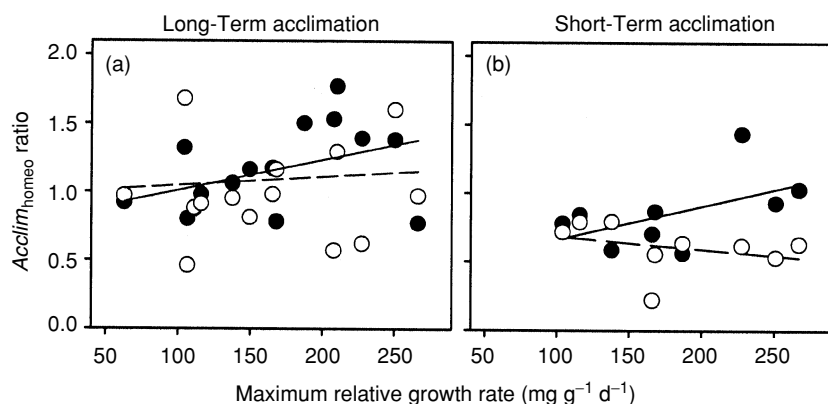 Long-Term acclimation Short-Term acclimation
(a) (b)
2.0
1.5
1.0
0.5
0.0
Acclim_homeo ratio
50 100 150 200 250 50 100 150 200 250
Maximum relative growth rate (mg g⁻¹ d⁻¹)